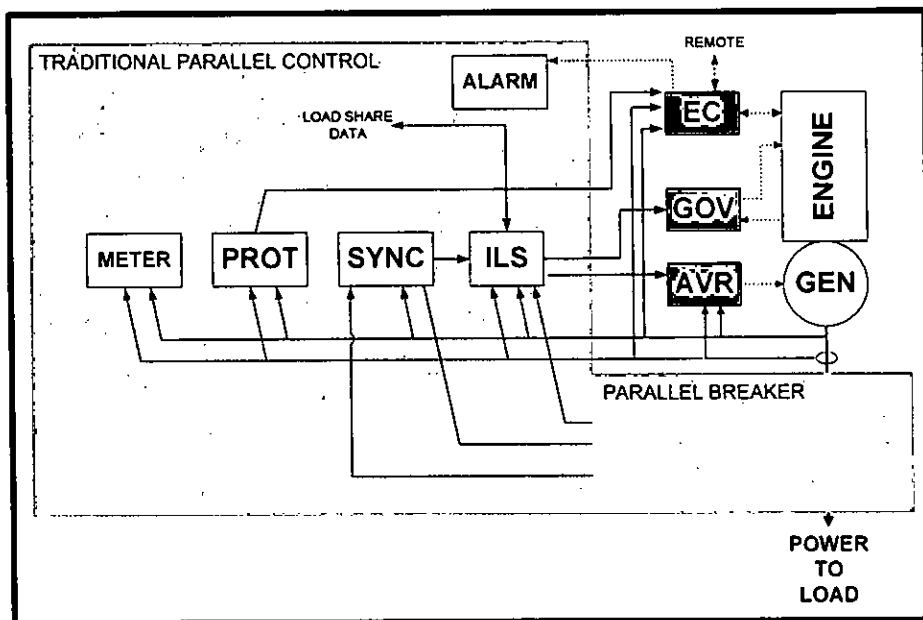 TRADITIONAL PARALLEL CONTROL
REMOTE
ALARM
EC
LOAD SHARE
DATA
ENGINE
GOV
METER
PROT
SYNC
ILS
AVR
GEN
PARALLEL BREAKER
POWER
TO
LOAD